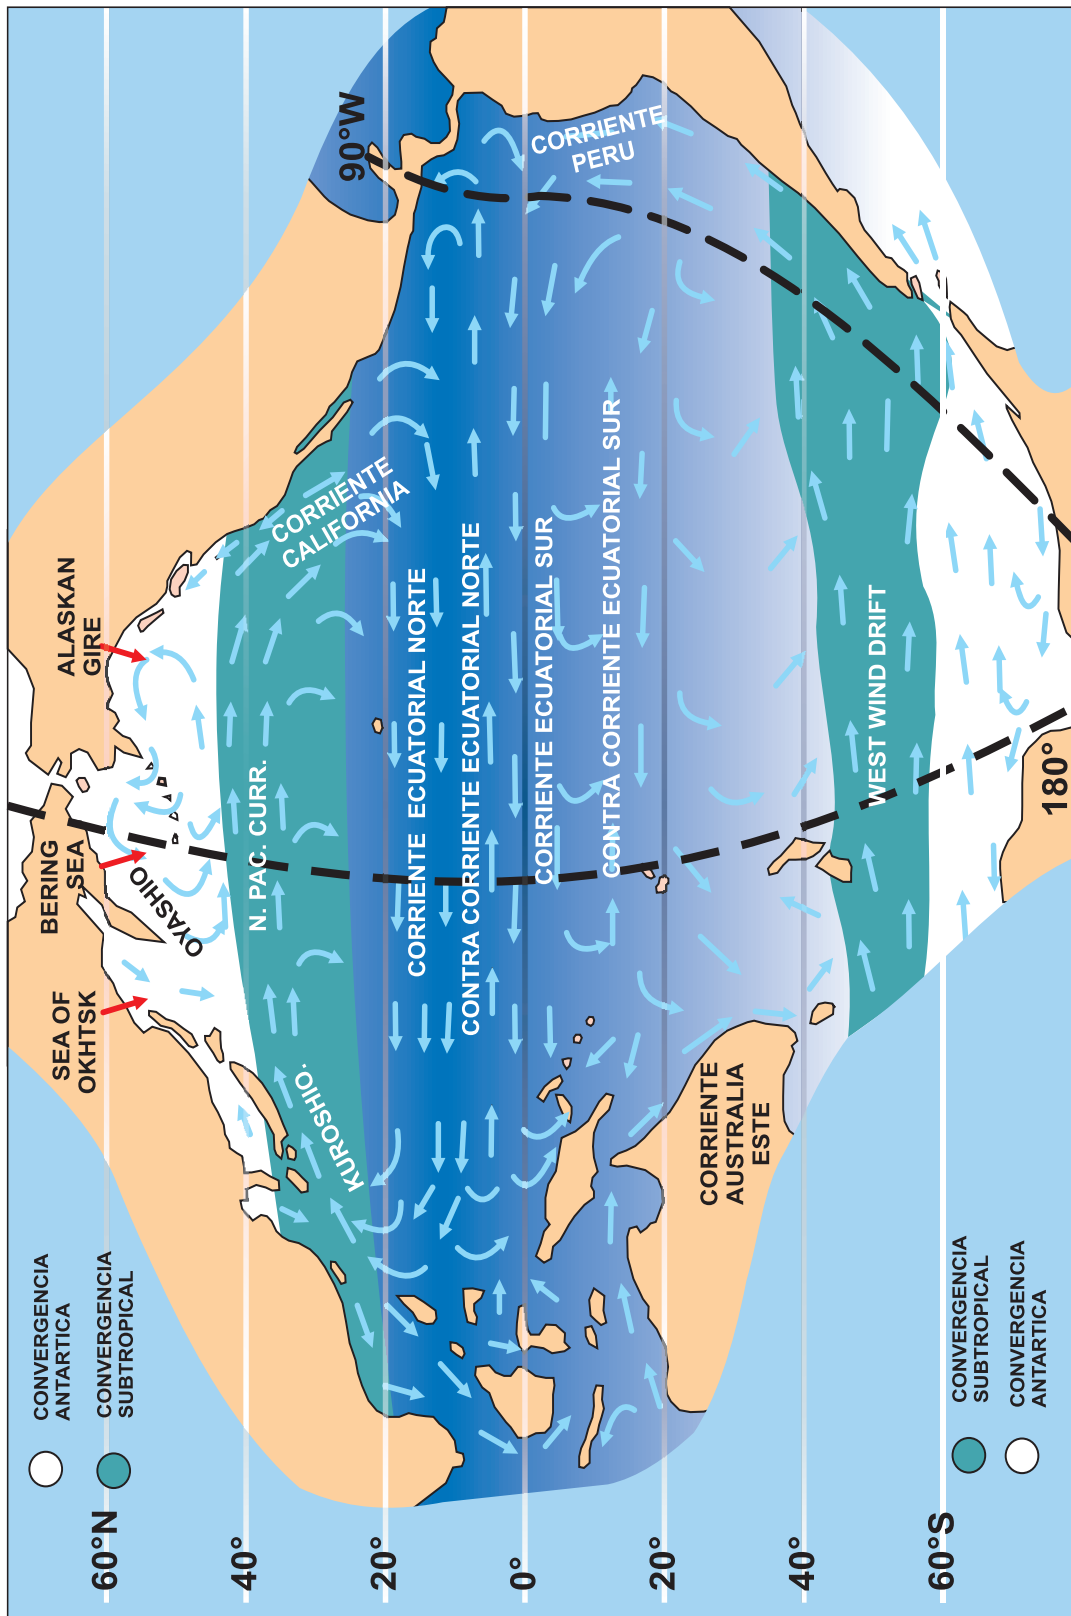 CONVERGENCIA
ANTARTICA
CONVERGENCIA
SUBTROPICAL
60°N
40°
20°
0°
20°
40°
60°S
SEA OF
OKHTSK
BERING
SEA
ALASKAN
GIRE
OYASHIO
KUROSHIO.
N. PAC. CURR.
CORRIENTE
CALIFORNIA
90°W
CORRIENTE ECUATORIAL NORTE
CONTRA CORRIENTE ECUATORIAL NORTE
CORRIENTE ECUATORIAL SUR
CONTRA CORRIENTE ECUATORIAL SUR
CORRIENTE
PERU
CORRIENTE
AUSTRALIA
ESTE
WEST WIND DRIFT
180°
CONVERGENCIA
SUBTROPICAL
CONVERGENCIA
ANTARTICA